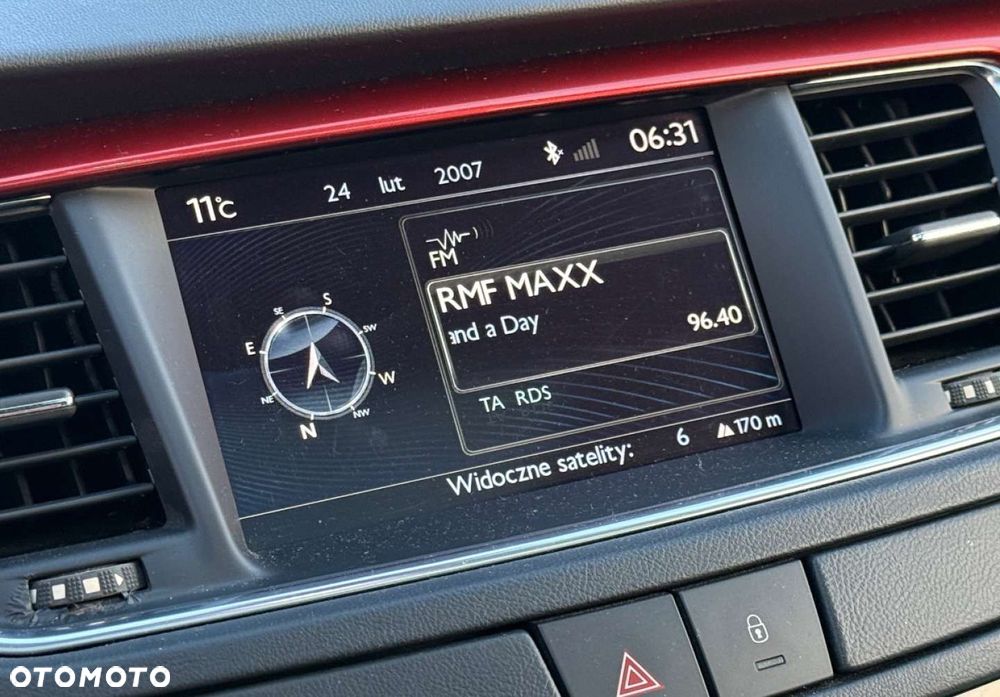 11°C 24 lut 2007 06:31
FM
RMF MAXX
and a Day 96.40
TA RDS
S
SE SW
E W
NE NW
N
Widoczne satelity: 6 170 m
OTOMOTO